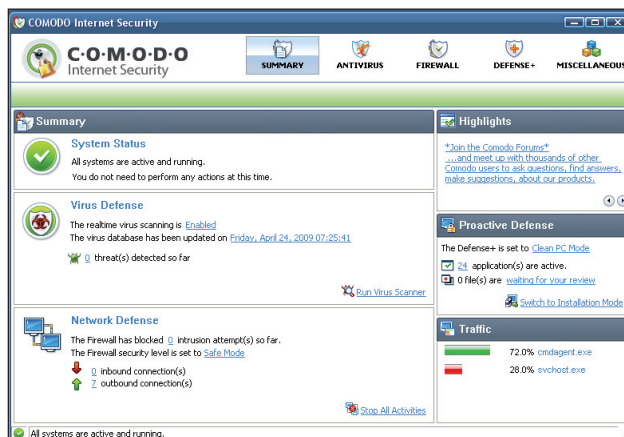 COMODO Internet Security
C·O·M·O·D·O
Internet Security
SUMMARY
ANTIVIRUS
FIREWALL
DEFENSE+
MISCELLANEOUS
Summary
System Status
All systems are active and running.
You do not need to perform any actions at this time.
Virus Defense
The realtime virus scanning is Enabled
The virus database has been updated on Friday, April 24, 2009 07:25:41
0 threat(s) detected so far
Run Virus Scanner
Network Defense
The Firewall has blocked 0 intrusion attempt(s) so far.
The Firewall security level is set to Safe Mode
0 inbound connection(s)
7 outbound connection(s)
Stop All Activities
Highlights
*Join the Comodo Forums*
...and meet up with thousands of other
Comodo users to ask questions, find answers,
make suggestions, about our products.
Proactive Defense
The Defense+ is set to Clean PC Mode
24 application(s) are active.
0 file(s) are waiting for your review
Switch to Installation Mode
Traffic
72.0% cmdagent.exe
28.0% svchost.exe
All systems are active and running.